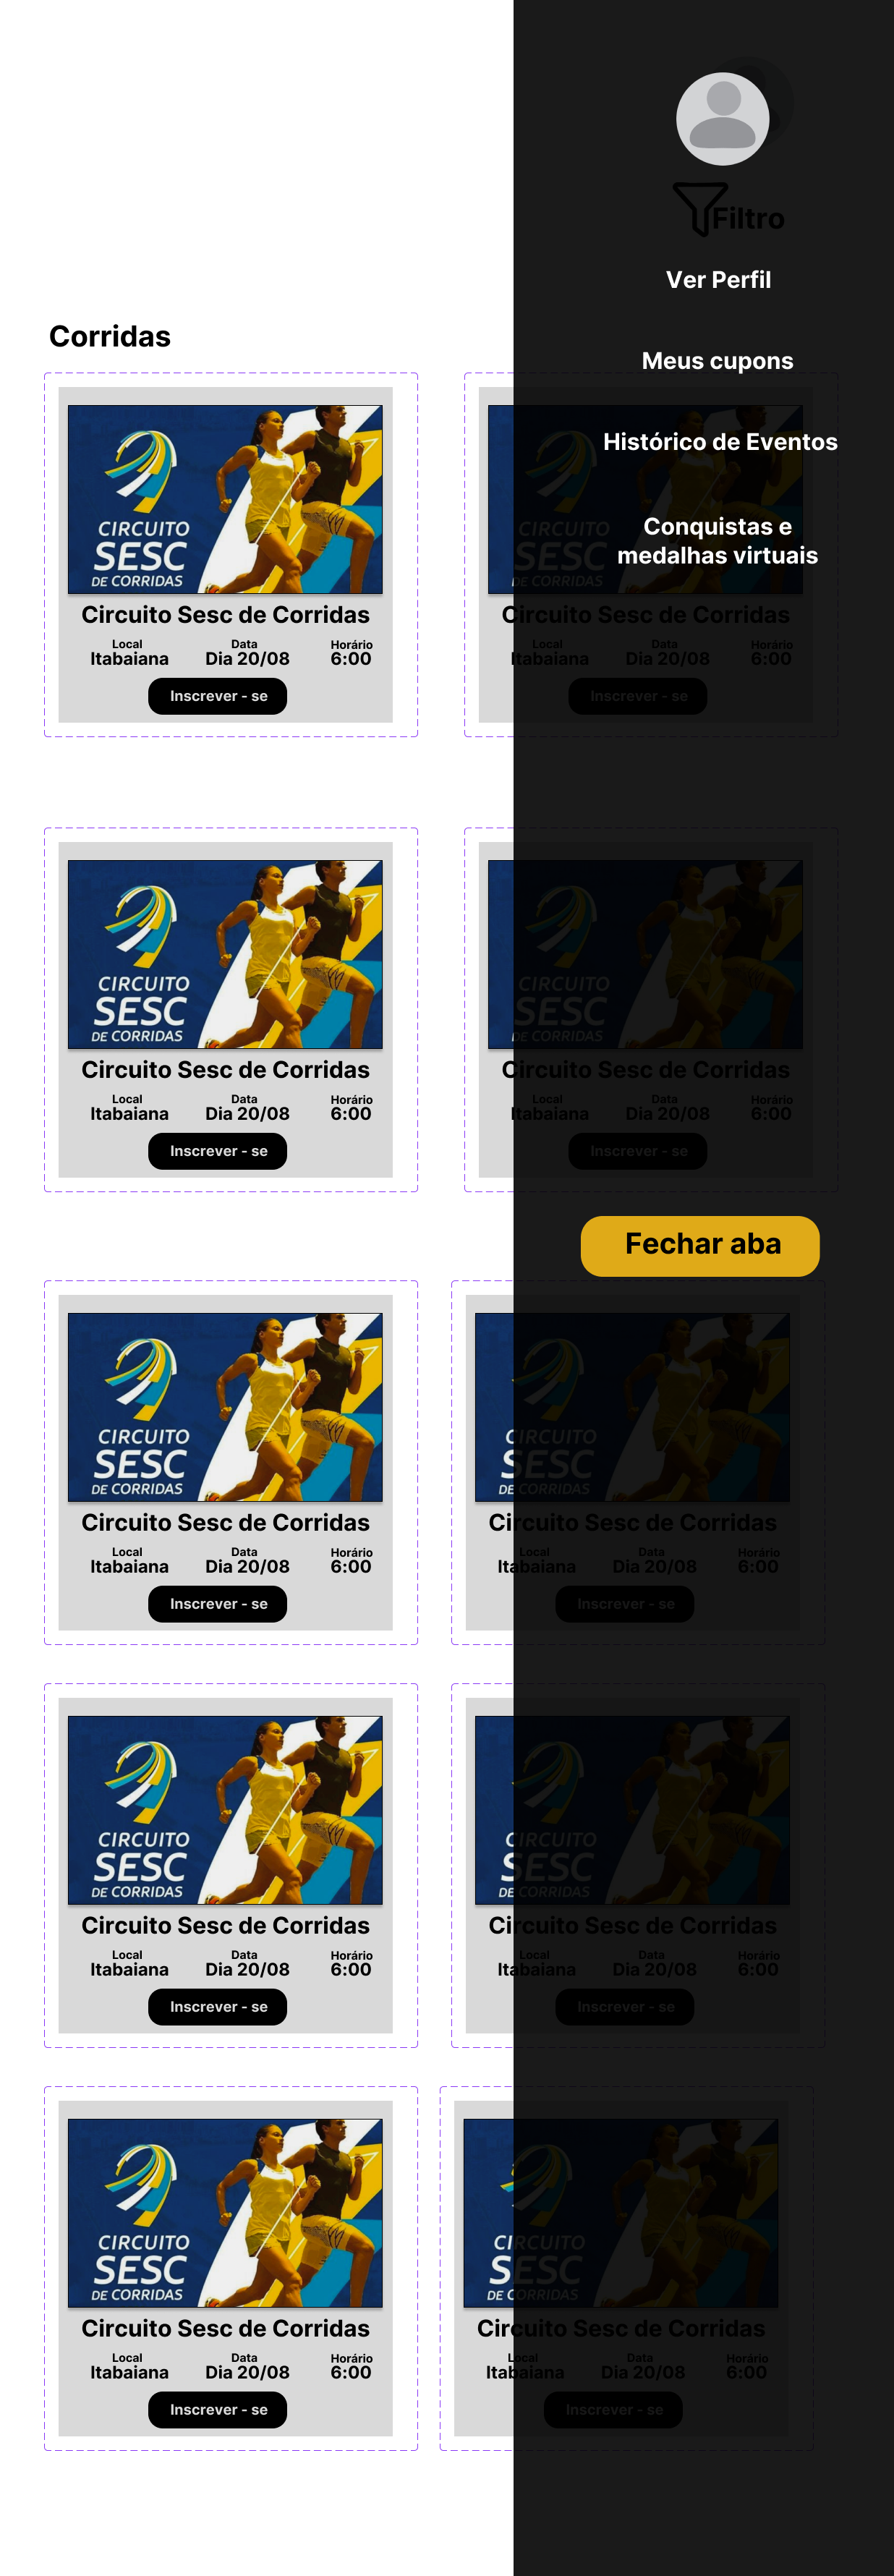 Filtro
Ver Perfil
Corridas
Meus cupons
Histórico de Eventos
Conquistas e
medalhas virtuais
CIRCUITO
SESC
DE CORRIDAS
Circuito Sesc de Corridas
Local Data Horário
Itabaiana Dia 20/08 6:00
Inscrever - se
CIRCUITO
SESC
DE CORRIDAS
Circuito Sesc de Corridas
Local Data Horário
Itabaiana Dia 20/08 6:00
Inscrever - se
CIRCUITO
SESC
DE CORRIDAS
Circuito Sesc de Corridas
Local Data Horário
Itabaiana Dia 20/08 6:00
Inscrever - se
CIRCUITO
SESC
DE CORRIDAS
Circuito Sesc de Corridas
Local Data Horário
Itabaiana Dia 20/08 6:00
Inscrever - se
Fechar aba
CIRCUITO
SESC
DE CORRIDAS
Circuito Sesc de Corridas
Local Data Horário
Itabaiana Dia 20/08 6:00
Inscrever - se
CIRCUITO
SESC
DE CORRIDAS
Circuito Sesc de Corridas
Local Data Horário
Itabaiana Dia 20/08 6:00
Inscrever - se
CIRCUITO
SESC
DE CORRIDAS
Circuito Sesc de Corridas
Local Data Horário
Itabaiana Dia 20/08 6:00
Inscrever - se
CIRCUITO
SESC
DE CORRIDAS
Circuito Sesc de Corridas
Local Data Horário
Itabaiana Dia 20/08 6:00
Inscrever - se
CIRCUITO
SESC
DE CORRIDAS
Circuito Sesc de Corridas
Local Data Horário
Itabaiana Dia 20/08 6:00
Inscrever - se
CIRCUITO
SESC
DE CORRIDAS
Circuito Sesc de Corridas
Local Data Horário
Itabaiana Dia 20/08 6:00
Inscrever - se